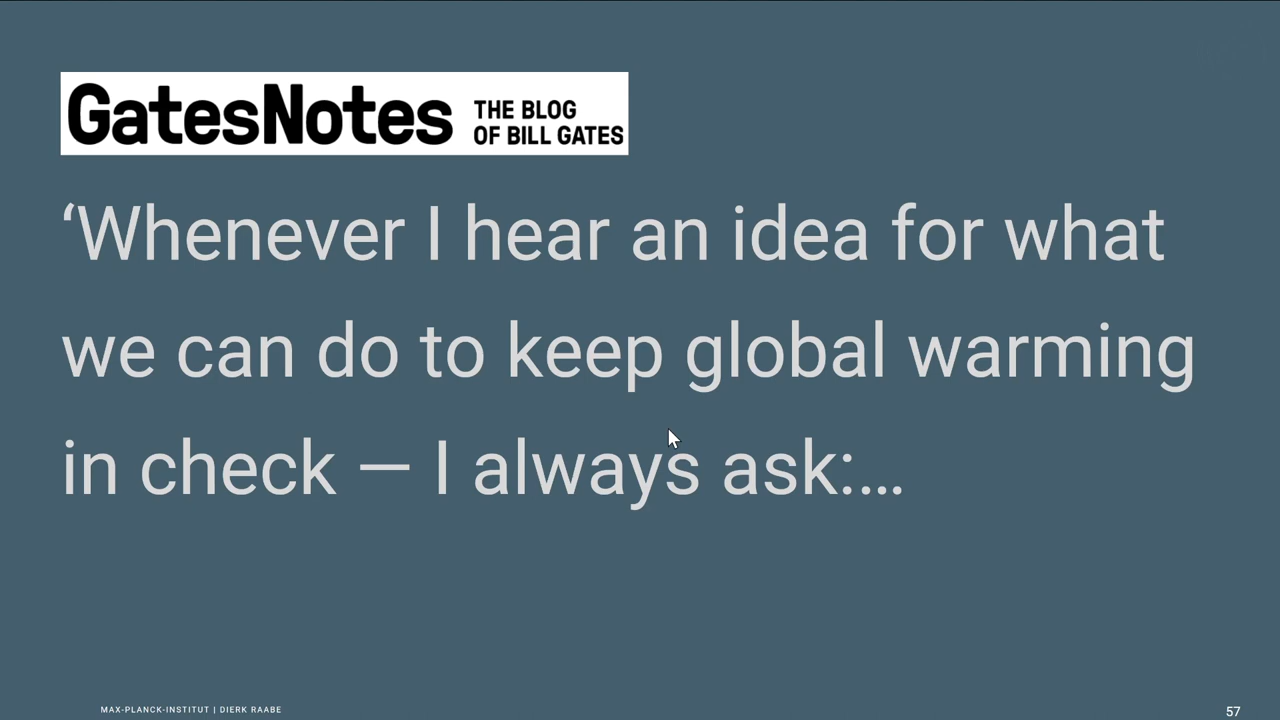 GatesNotes THE BLOG
OF BILL GATES
‘Whenever I hear an idea for what
we can do to keep global warming
in check — I always ask:...
MAX-PLANCK-INSTITUT | DIERK RAABE
57